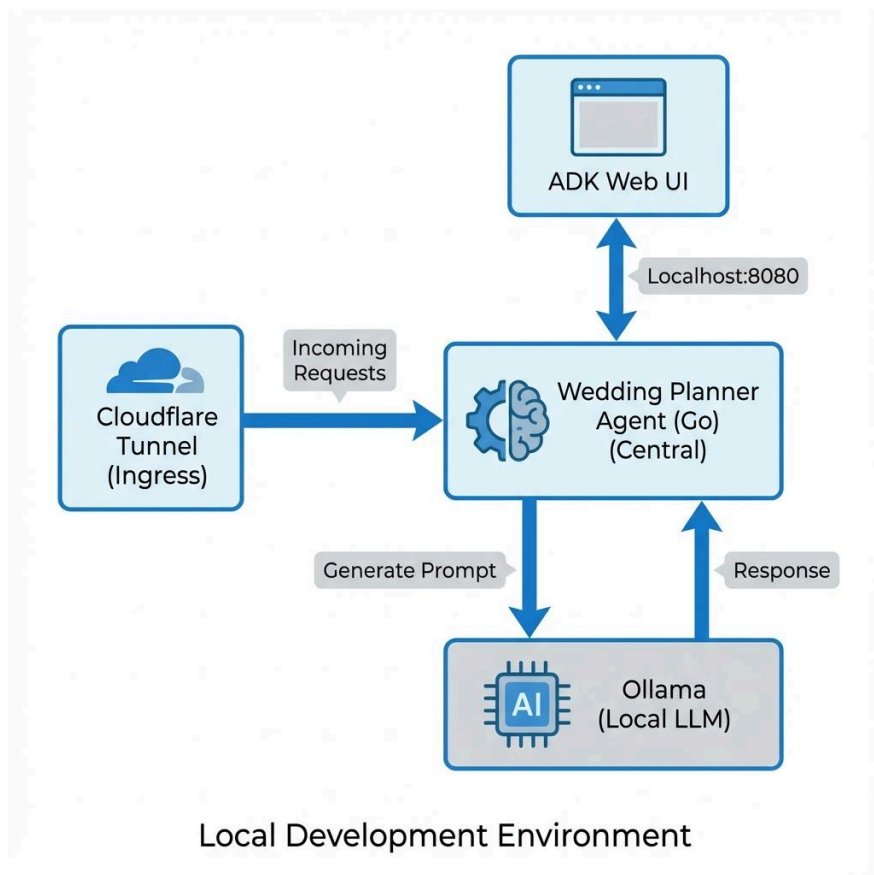 ADK Web UI
Localhost:8080
Incoming
Requests
Cloudflare
Tunnel
(Ingress)
Wedding Planner
Agent (Go)
(Central)
Generate Prompt
Response
AI
Ollama
(Local LLM)
Local Development Environment